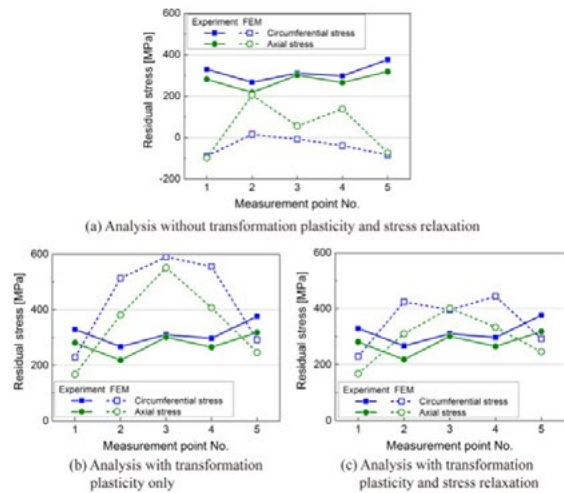 600
Experiment FEM
Circumferential stress
Axial stress
400
200
0
-200
Residual stress [MPa]
1 2 3 4 5
Measurement point No.
(a) Analysis without transformation plasticity and stress relaxation
600
400
200
0
Residual stress [MPa]
Experiment FEM
Circumferential stress
Axial stress
1 2 3 4 5
Measurement point No.
(b) Analysis with transformation
plasticity only
600
400
200
0
Residual stress [MPa]
Experiment FEM
Circumferential stress
Axial stress
1 2 3 4 5
Measurement point No.
(c) Analysis with transformation
plasticity and stress relaxation